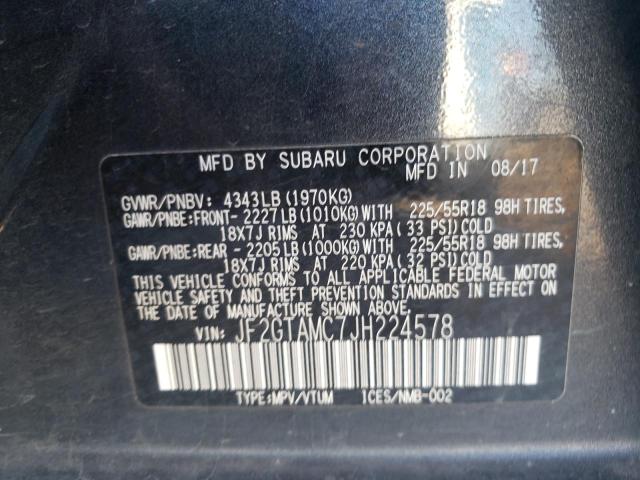 MFD BY SUBARU CORPORATION
MFD IN 08/17
GVWR/PNBV: 4343LB (1970KG)
GAWR/PNBE:FRONT- 2227LB (1010KG) WITH 225/55R18 98H TIRES,
18X7J RIMS AT 230 KPA ( 33 PSI) COLD
GAWR/PNBE:REAR - 2205LB (1000KG) WITH 225/55R18 98H TIRES,
18X7J RIMS AT 220 KPA ( 32 PSI) COLD
THIS VEHICLE CONFORMS TO ALL APPLICABLE FEDERAL MOTOR
VEHICLE SAFETY AND THEFT PREVENTION STANDARDS IN EFFECT
ON THE DATE OF MANUFACTURE SHOWN ABOVE.
VIN: JF2GTAMC7JH224578
TYPE:MPV/VTUM ICES/NMB-002